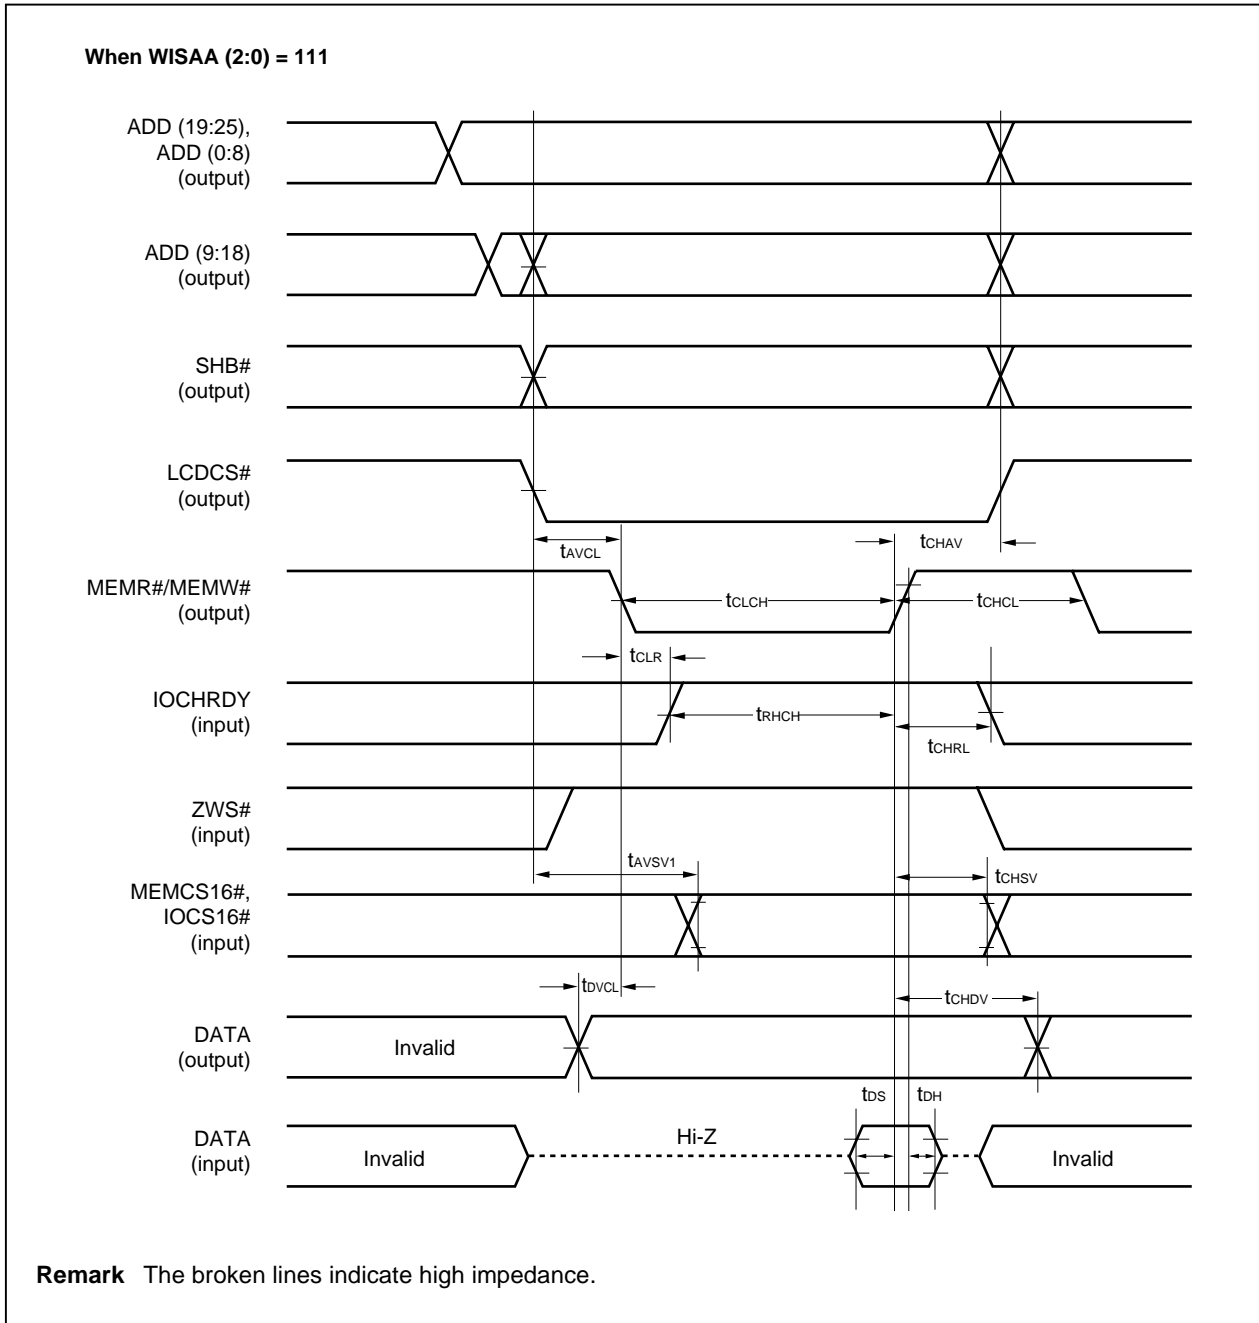 When WISAA (2:0) = 111
ADD (19:25),
ADD (0:8)
(output)
ADD (9:18)
(output)
SHB#
(output)
LCDCS#
(output)
tAVCL
tCHAV
MEMR#/MEMW#
(output)
tCLCH
tCHCL
tCLR
IOCHRDY
(input)
tRHCH
tCHRL
ZWS#
(input)
tAVSV1
tCHSV
MEMCS16#,
IOCS16#
(input)
tDVCL
tCHDV
DATA
(output)
Invalid
tDS
tDH
DATA
(input)
Invalid
Hi-Z
Invalid
Remark The broken lines indicate high impedance.